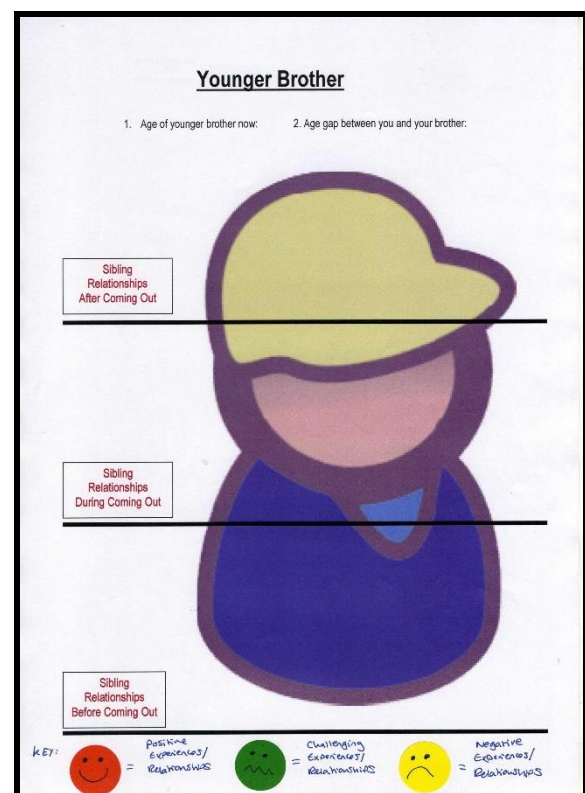 Younger Brother
1. Age of younger brother now: 2. Age gap between you and your brother:
Sibling
Relationships
After Coming Out
Sibling
Relationships
During Coming Out
Sibling
Relationships
Before Coming Out
KEY:
= Positive
Experiences/
Relationships
= Challenging
Experiences/
Relationships
= Negative
Experiences/
Relationships